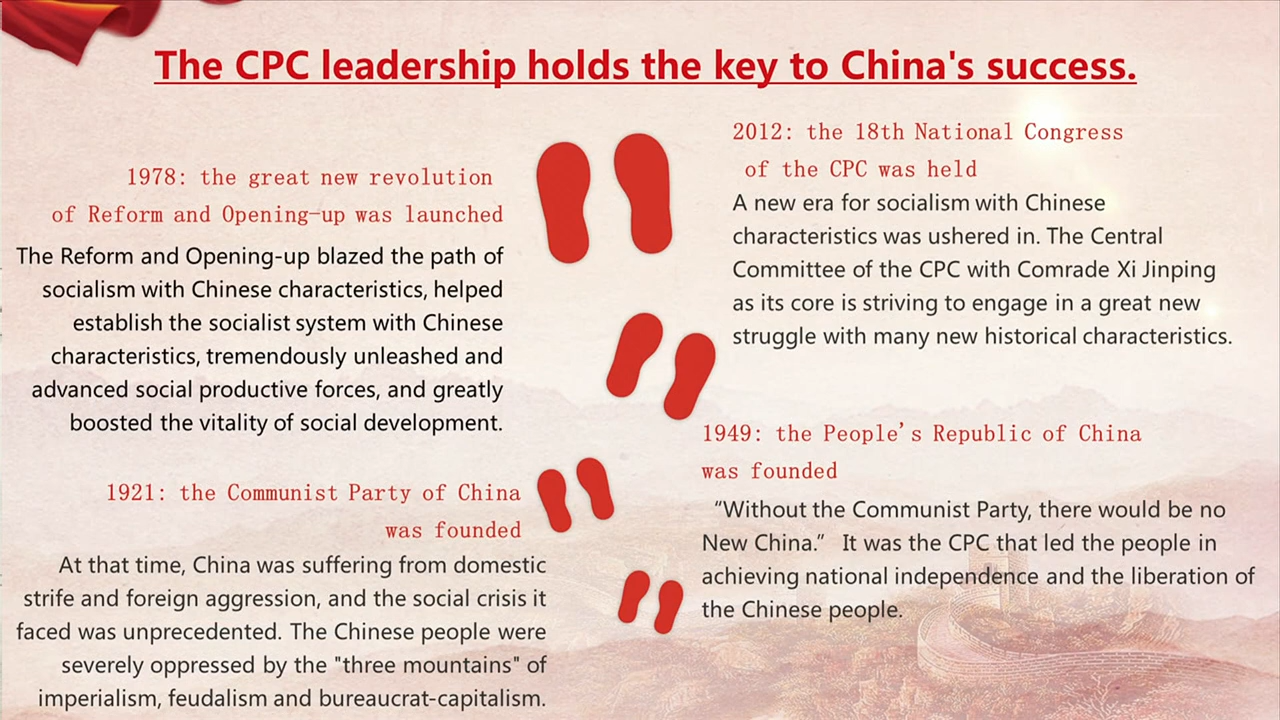 The CPC leadership holds the key to China's success.
1978: the great new revolution
of Reform and Opening-up was launched
The Reform and Opening-up blazed the path of
socialism with Chinese characteristics, helped
establish the socialist system with Chinese
characteristics, tremendously unleashed and
advanced social productive forces, and greatly
boosted the vitality of social development.
1921: the Communist Party of China
was founded
At that time, China was suffering from domestic
strife and foreign aggression, and the social crisis it
faced was unprecedented. The Chinese people were
severely oppressed by the "three mountains" of
imperialism, feudalism and bureaucrat-capitalism.
2012: the 18th National Congress
of the CPC was held
A new era for socialism with Chinese
characteristics was ushered in. The Central
Committee of the CPC with Comrade Xi Jinping
as its core is striving to engage in a great new
struggle with many new historical characteristics.
1949: the People’s Republic of China
was founded
“Without the Communist Party, there would be no
New China.” It was the CPC that led the people in
achieving national independence and the liberation of
the Chinese people.